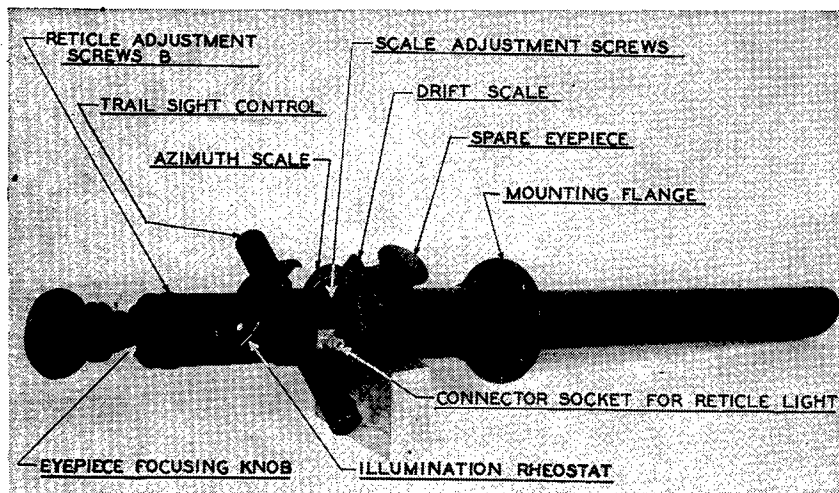 RETICLE ADJUSTMENT
SCREWS B
SCALE ADJUSTMENT SCREWS
TRAIL SIGHT CONTROL
DRIFT SCALE
AZIMUTH SCALE
SPARE EYEPIECE
MOUNTING FLANGE
CONNECTOR SOCKET FOR RETICLE LIGHT
EYEPIECE FOCUSING KNOB
ILLUMINATION RHEOSTAT